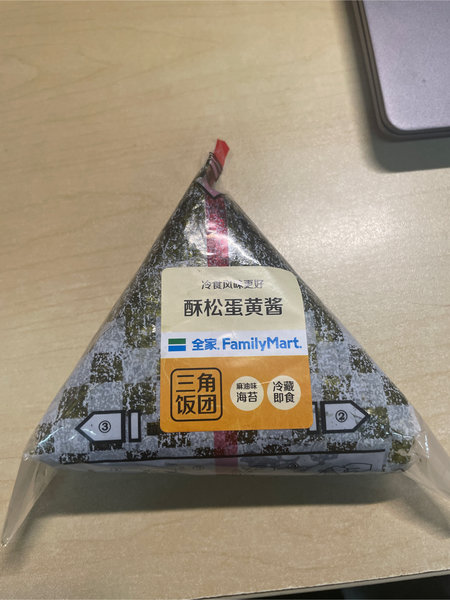 冷食风味更好
酥松蛋黄酱
全家 FamilyMart.
三角
饭团
麻油味
海苔
冷藏
即食
③
②